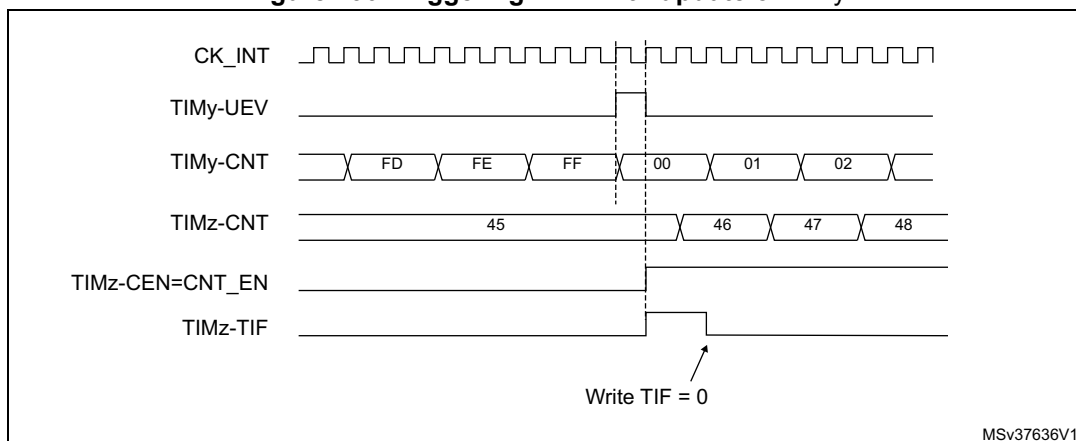 CK_INT
TIMy-UEV
TIMy-CNT FD FE FF 00 01 02
TIMz-CNT 45 46 47 48
TIMz-CEN=CNT_EN
TIMz-TIF
Write TIF = 0
MSv37636V1